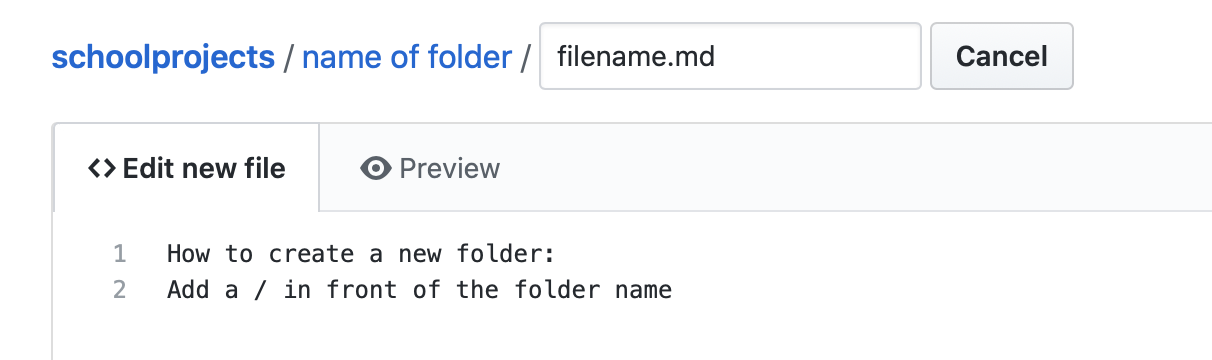 schoolprojects / name of folder / filename.md Cancel
<> Edit new file Preview
1 How to create a new folder:
2 Add a / in front of the folder name